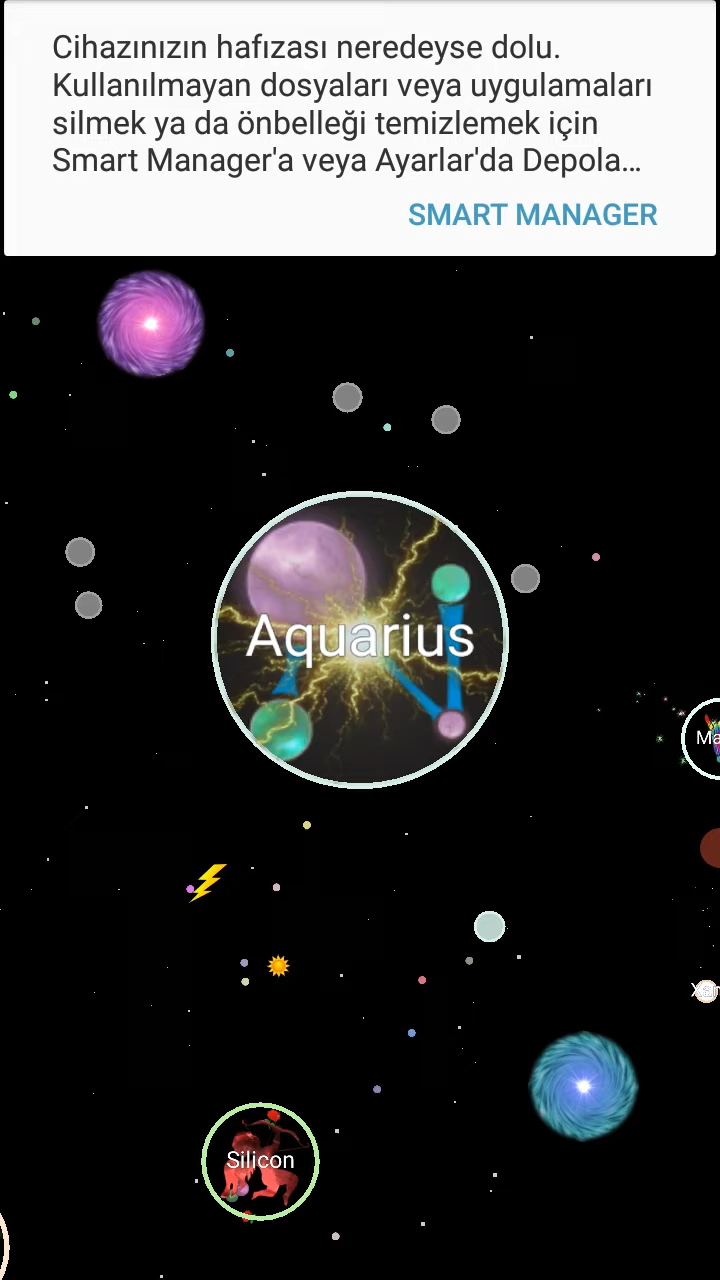 Cihazınızın hafızası neredeyse dolu.
Kullanılmayan dosyaları veya uygulamaları
silmek ya da önbelleği temizlemek için
Smart Manager'a veya Ayarlar'da Depola...
SMART MANAGER
Aquarius
Silicon